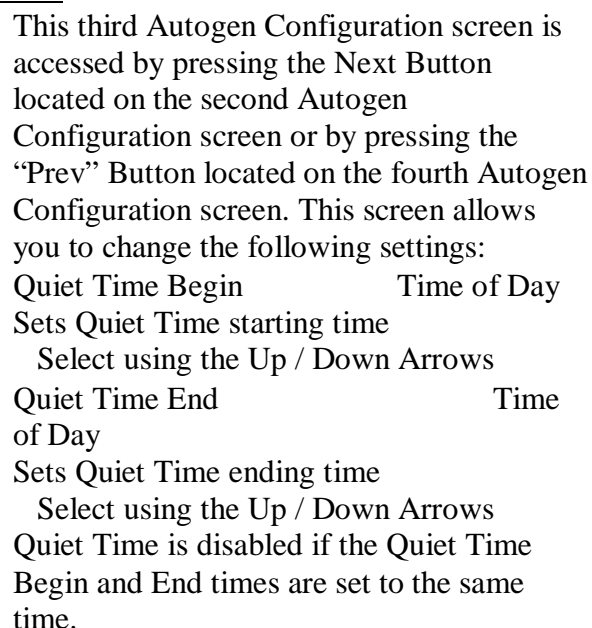 This third Autogen Configuration screen is
accessed by pressing the Next Button
located on the second Autogen
Configuration screen or by pressing the
“Prev” Button located on the fourth Autogen
Configuration screen. This screen allows
you to change the following settings:
Quiet Time Begin Time of Day
Sets Quiet Time starting time
Select using the Up / Down Arrows
Quiet Time End Time
of Day
Sets Quiet Time ending time
Select using the Up / Down Arrows
Quiet Time is disabled if the Quiet Time
Begin and End times are set to the same
time.